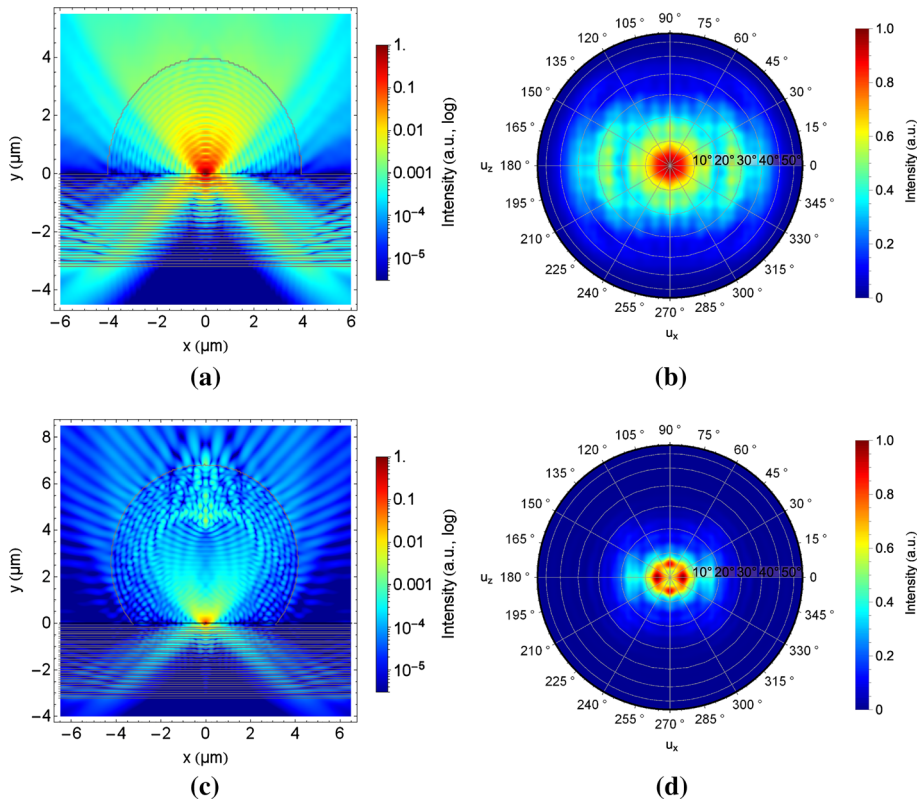 4
2
0
−2
−4
y (μm)
−6 −4 −2 0 2 4 6
x (μm)
1.
0.1
0.01
0.001
10⁻⁴
10⁻⁵
Intensity (a.u., log)
(a)
90 °
105 ° 75 °
120 ° 60 °
135 ° 45 °
150 ° 30 °
165 ° 15 °
u_z 180 ° 10° 20° 30° 40° 50° 0 °
195 ° 345 °
210 ° 330 °
225 ° 315 °
240 ° 300 °
255 ° 270 ° 285 °
u_x
1.0
0.8
0.6
0.4
0.2
0
Intensity (a.u.)
(b)
8
6
4
2
0
−2
−4
y (μm)
−6 −4 −2 0 2 4 6
x (μm)
1.
0.1
0.01
0.001
10⁻⁴
10⁻⁵
Intensity (a.u., log)
(c)
90 °
105 ° 75 °
120 ° 60 °
135 ° 45 °
150 ° 30 °
165 ° 15 °
u_z 180 ° 10° 20° 30° 40° 50° 0 °
195 ° 345 °
210 ° 330 °
225 ° 315 °
240 ° 300 °
255 ° 270 ° 285 °
u_x
1.0
0.8
0.6
0.4
0.2
0
Intensity (a.u.)
(d)